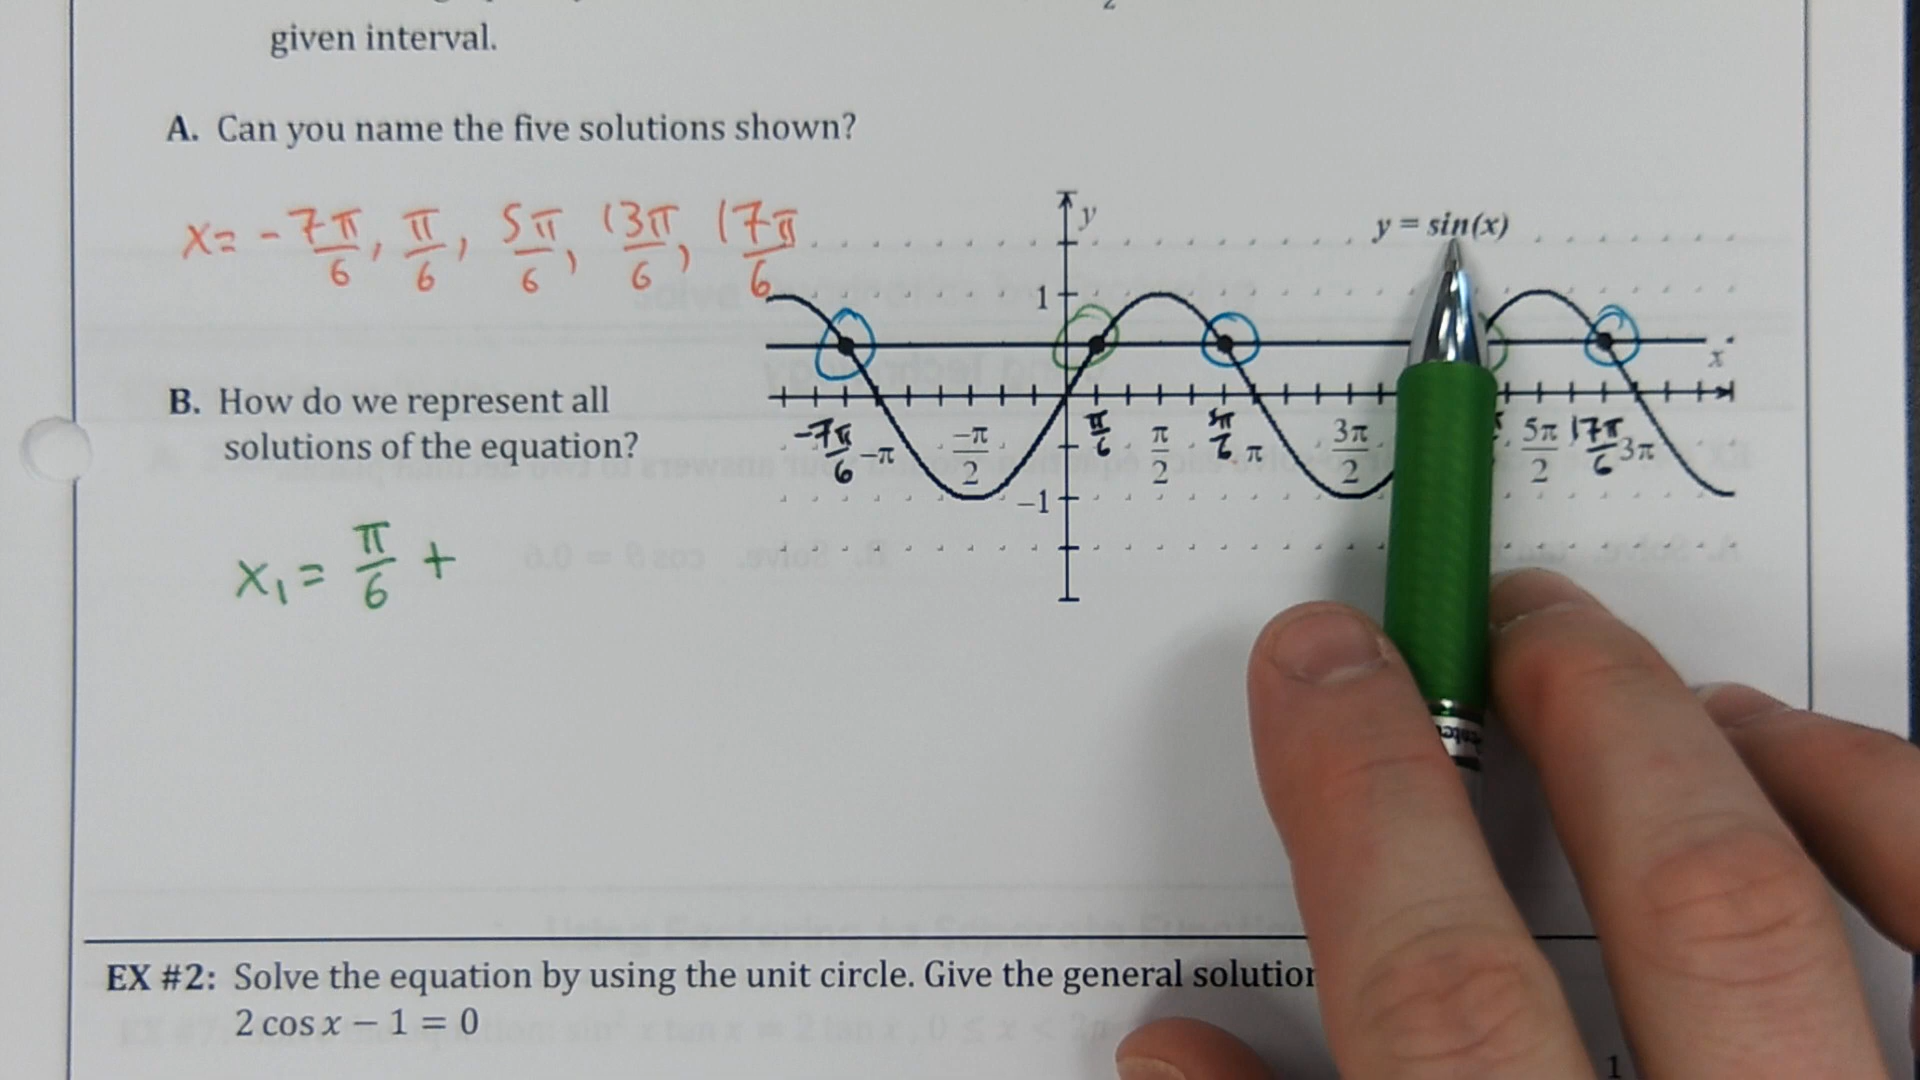 given interval.
A. Can you name the five solutions shown?
x = -7π/6, π/6, 5π/6, 13π/6, 17π/6
y
y = sin(x)
1
x
B. How do we represent all
solutions of the equation?
-7π/6 -π -π/2 π/6 π/2 5π/6 π 3π/2 5π/2 17π/6 3π
-1
x₁ = π/6 +
EX #2: Solve the equation by using the unit circle. Give the general solution
2 cos x − 1 = 0
1